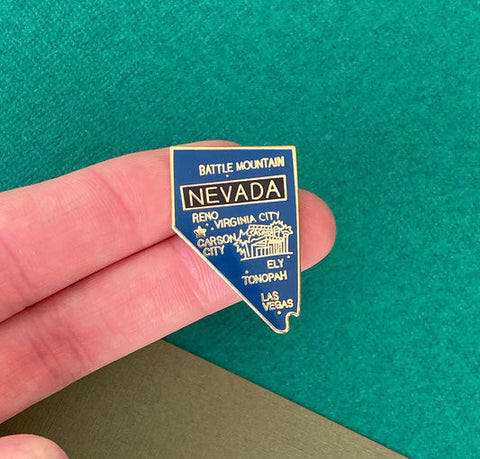 BATTLE MOUNTAIN
NEVADA
RENO
VIRGINIA CITY
CARSON
CITY
ELY
TONOPAH
LAS
VEGAS